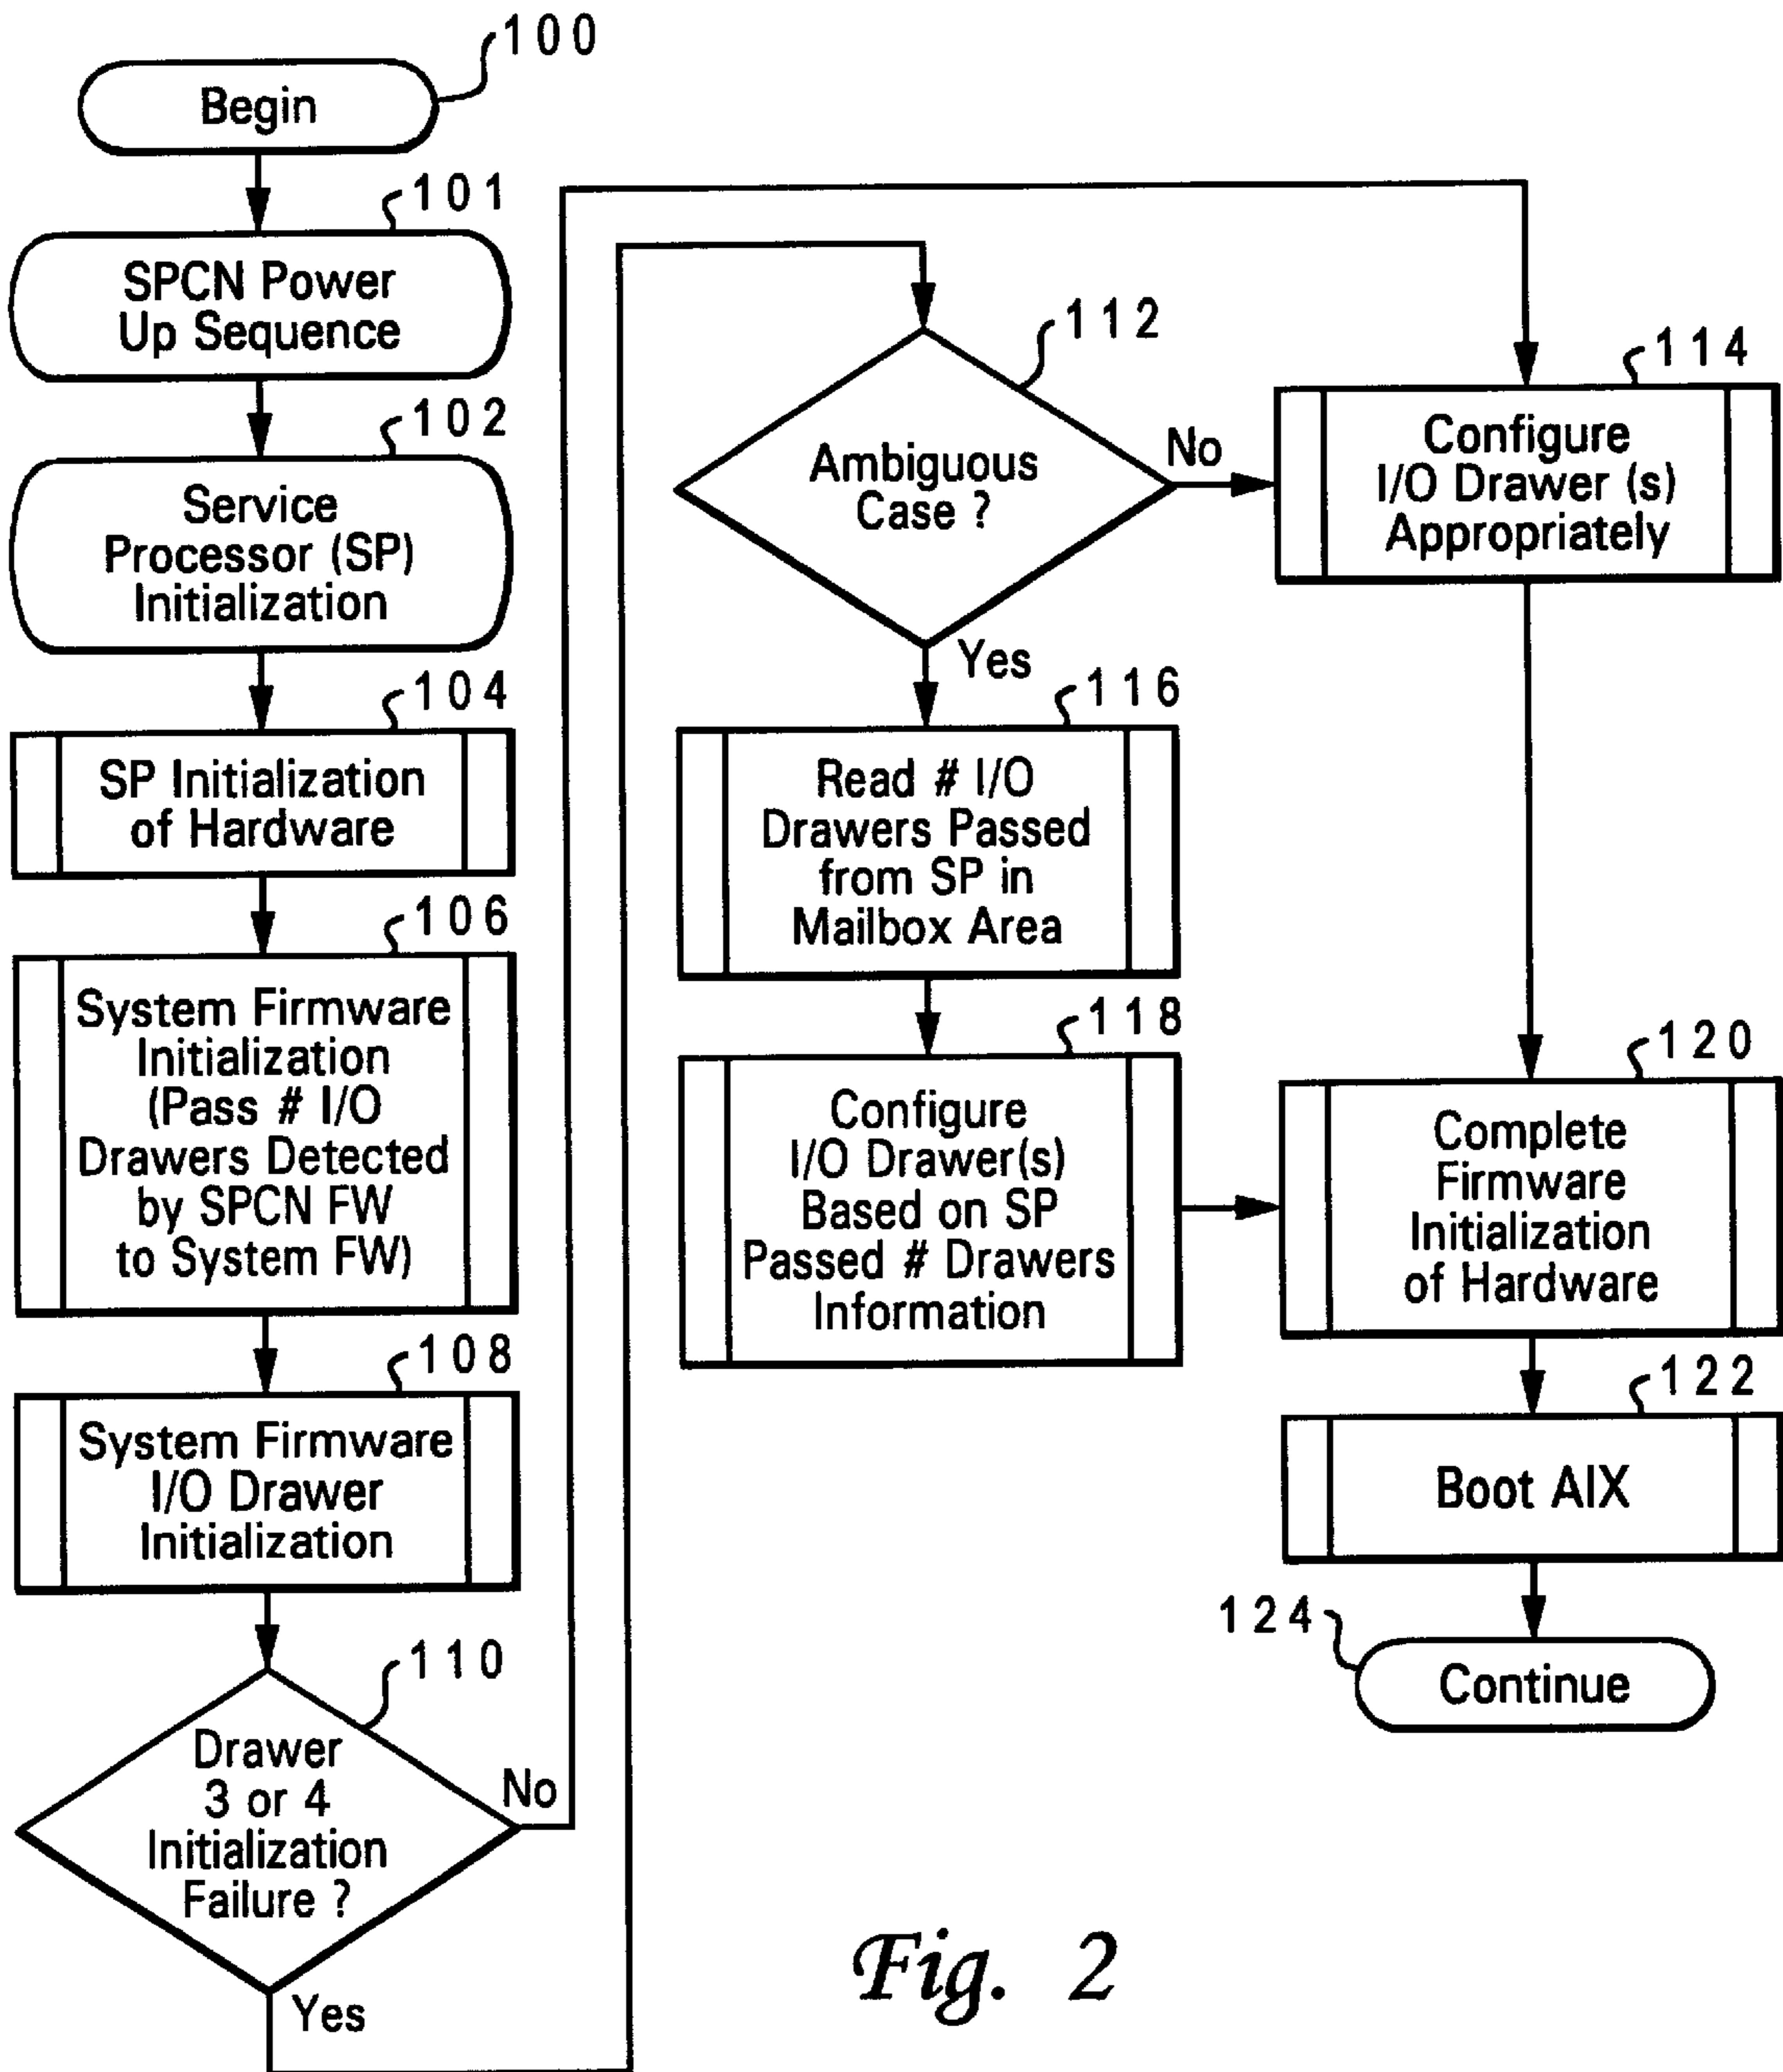 100
Begin
101
SPCN Power
Up Sequence
102
Service
Processor (SP)
Initialization
104
SP Initialization
of Hardware
106
System Firmware
Initialization
(Pass # I/O
Drawers Detected
by SPCN FW
to System FW)
108
System Firmware
I/O Drawer
Initialization
110
Drawer
3 or 4
Initialization
Failure ?
No
Yes
112
Ambiguous
Case ?
No
Yes
114
Configure
I/O Drawer (s)
Appropriately
116
Read # I/O
Drawers Passed
from SP in
Mailbox Area
118
Configure
I/O Drawer(s)
Based on SP
Passed # Drawers
Information
120
Complete
Firmware
Initialization
of Hardware
122
Boot AIX
124
Continue
Fig. 2